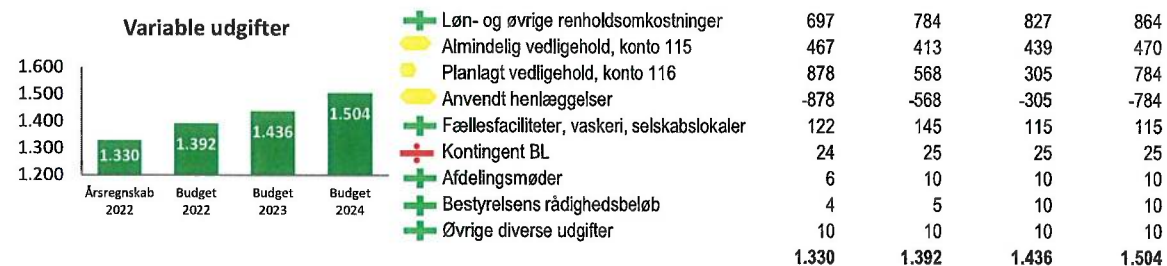 Variable udgifter
1.600
1.500
1.400
1.300
1.200
1.330
1.392
1.436
1.504
Årsregnskab 2022
Budget 2022
Budget 2023
Budget 2024
Løn- og øvrige renholdsomkostninger 697 784 827 864
Almindelig vedligehold, konto 115 467 413 439 470
Planlagt vedligehold, konto 116 878 568 305 784
Anvendt henlæggelser -878 -568 -305 -784
Fællesfaciliteter, vaskeri, selskabslokaler 122 145 115 115
Kontingent BL 24 25 25 25
Afdelingsmøder 6 10 10 10
Bestyrelsens rådighedsbeløb 4 5 10 10
Øvrige diverse udgifter 10 10 10 10
1.330 1.392 1.436 1.504